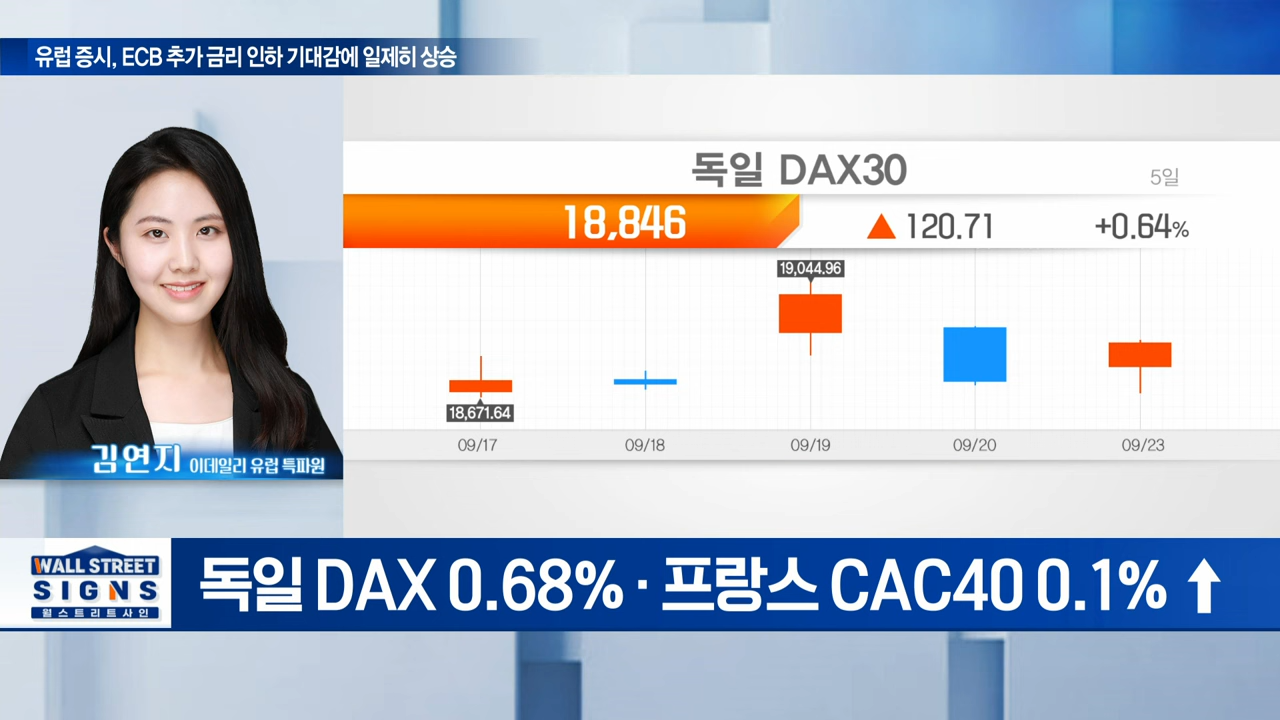 유럽 증시, ECB 추가 금리 인하 기대감에 일제히 상승
독일 DAX30
5일
18,846
▲ 120.71
+0.64%
19,044.96
18,671.64
09/17
09/18
09/19
09/20
09/23
김연지 이데일리 유럽 특파원
WALL STREET
SIGNS
월스트리트사인
독일 DAX 0.68% · 프랑스 CAC40 0.1% ↑